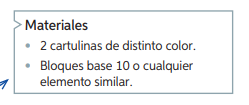 Materiales
• 2 cartulinas de distinto color.
• Bloques base 10 o cualquier
elemento similar.